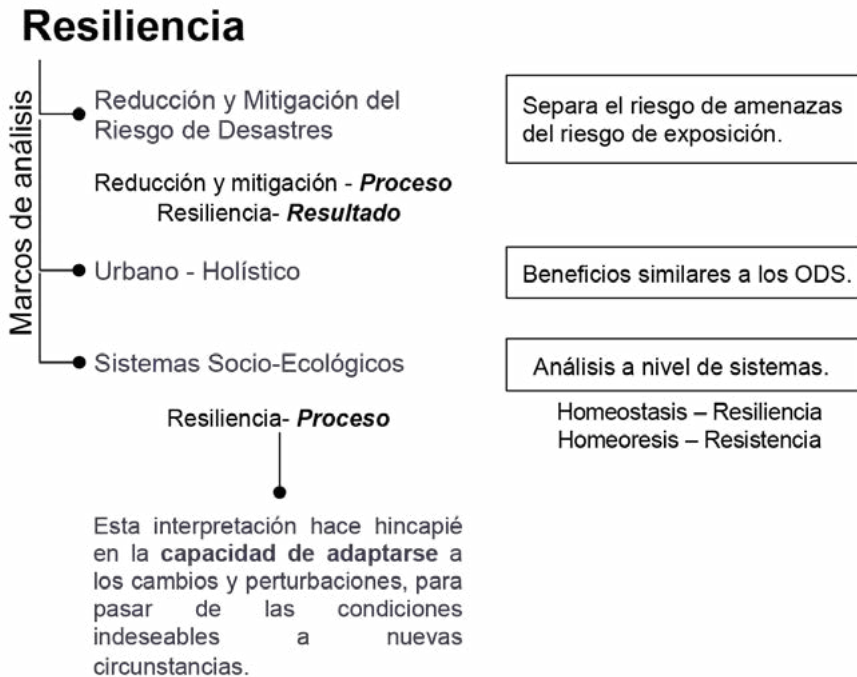 Resiliencia
Marcos de análisis
Reducción y Mitigación del
Riesgo de Desastres
Separa el riesgo de amenazas
del riesgo de exposición.
Reducción y mitigación - Proceso
Resiliencia- Resultado
Urbano - Holístico
Beneficios similares a los ODS.
Sistemas Socio-Ecológicos
Análisis a nivel de sistemas.
Resiliencia- Proceso
Homeostasis – Resiliencia
Homeoresis – Resistencia
Esta interpretación hace hincapié
en la capacidad de adaptarse a
los cambios y perturbaciones, para
pasar de las condiciones
indeseables a nuevas
circunstancias.